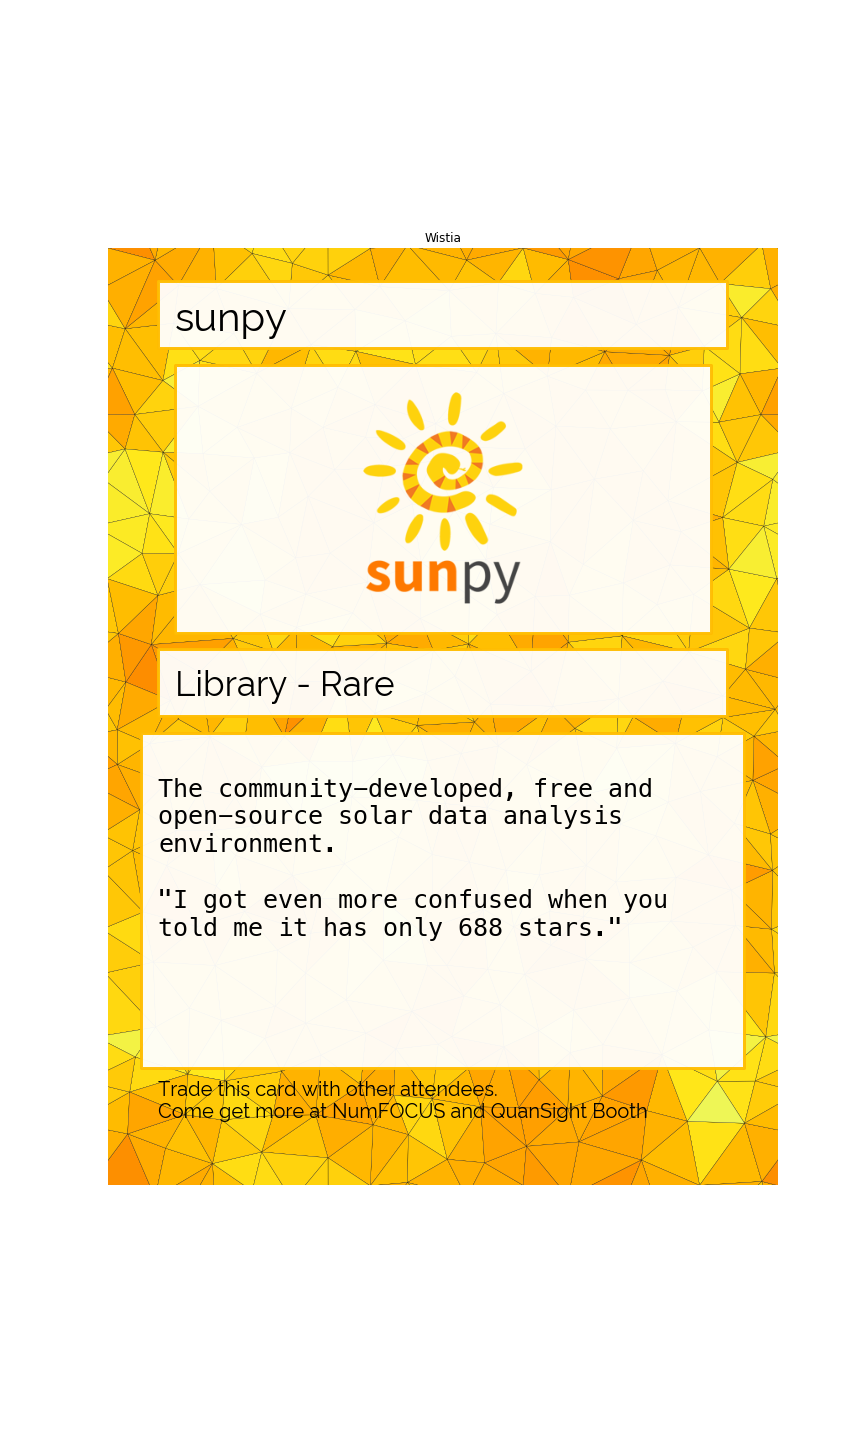 Wistia
sunpy
sunpy
Library - Rare
The community-developed, free and
open-source solar data analysis
environment.
"I got even more confused when you
told me it has only 688 stars."
Trade this card with other attendees.
Come get more at NumFOCUS and QuanSight Booth